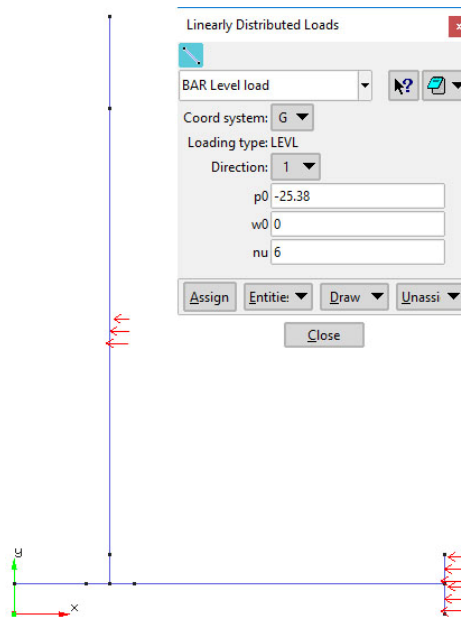 Linearly Distributed Loads
BAR Level load
Coord system: G
Loading type: LEVL
Direction: 1
p0 -25.38
w0 0
nu 6
Assign Entitie: Draw Unassi
Close
y
x